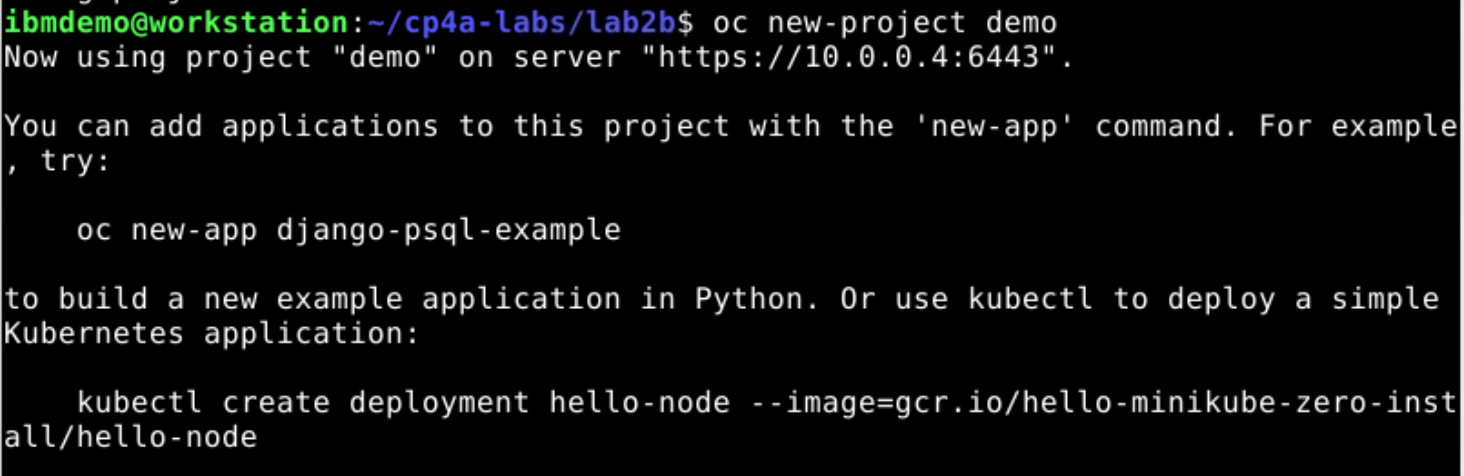 ibmdemo@workstation:~/cp4a-labs/lab2b$ oc new-project demo
Now using project "demo" on server "https://10.0.0.4:6443".
You can add applications to this project with the 'new-app' command. For example
, try:
oc new-app django-psql-example
to build a new example application in Python. Or use kubectl to deploy a simple
Kubernetes application:
kubectl create deployment hello-node --image=gcr.io/hello-minikube-zero-inst
all/hello-node